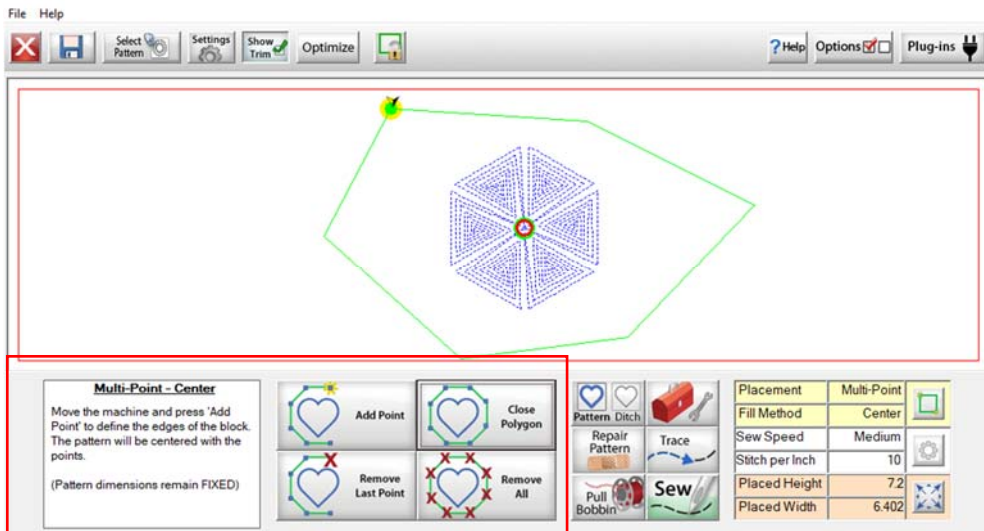 File Help
Select Pattern
Settings
Show Trim
Optimize
?Help
Options
Plug-ins
Multi-Point - Center
Move the machine and press 'Add
Point' to define the edges of the block.
The pattern will be centered with the
points.
(Pattern dimensions remain FIXED)
Add Point
Close
Polygon
Remove
Last Point
Remove
All
Pattern Ditch
Repair
Pattern
Trace
Pull
Bobbin
Sew
Placement Multi-Point
Fill Method Center
Sew Speed Medium
Stitch per Inch 10
Placed Height 7.2
Placed Width 6.402